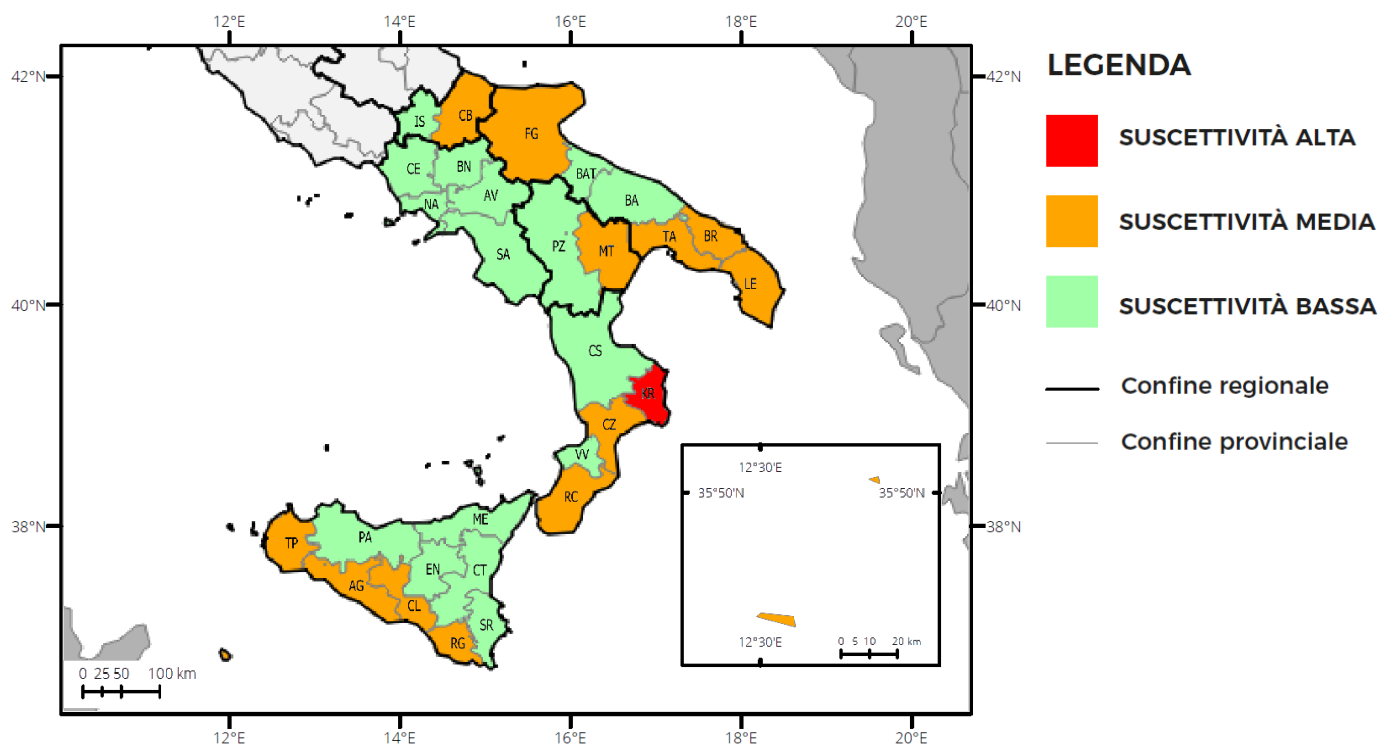 12°E 14°E 16°E 18°E 20°E
42°N 42°N
40°N 40°N
38°N 38°N
IS
CB
FG
CE
BN
BAT
AV
BA
NA
PZ
MT
TA
BR
SA
LE
CS
KR
CZ
VV
RC
ME
PA
TP
EN
CT
AG
CL
SR
RG
0 25 50 100 km
12°30'E
35°50'N 35°50'N
12°30'E
0 5 10 20 km
12°E 14°E 16°E 18°E 20°E
LEGENDA
SUSCETTIVITÀ ALTA
SUSCETTIVITÀ MEDIA
SUSCETTIVITÀ BASSA
Confine regionale
Confine provinciale